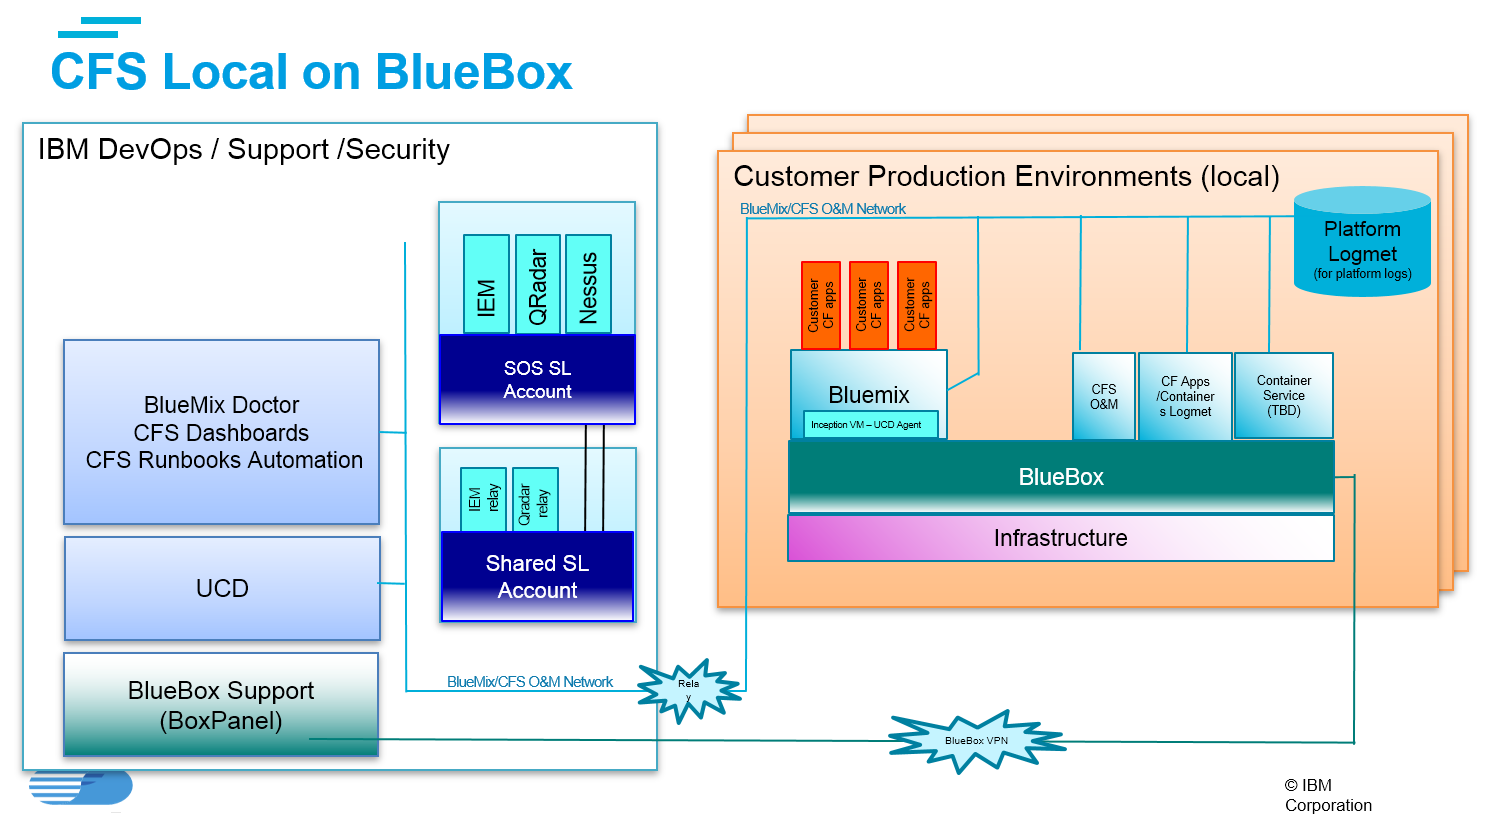 CFS Local on BlueBox
IBM DevOps / Support /Security
IEM
QRadar
Nessus
SOS SL
Account
BlueMix Doctor
CFS Dashboards
CFS Runbooks Automation
IEM
relay
Qradar
relay
Shared SL
Account
UCD
BlueBox Support
(BoxPanel)
BlueMix/CFS O&M Network
Rela
y
BlueBox VPN
Customer Production Environments (local)
BlueMix/CFS O&M Network
Platform
Logmet
(for platform logs)
Customer
CF apps
Customer
CF apps
Customer
CF apps
Bluemix
Inception VM – UCD Agent
CFS
O&M
CF Apps
/Container
s Logmet
Container
Service
(TBD)
BlueBox
Infrastructure
© IBM
Corporation